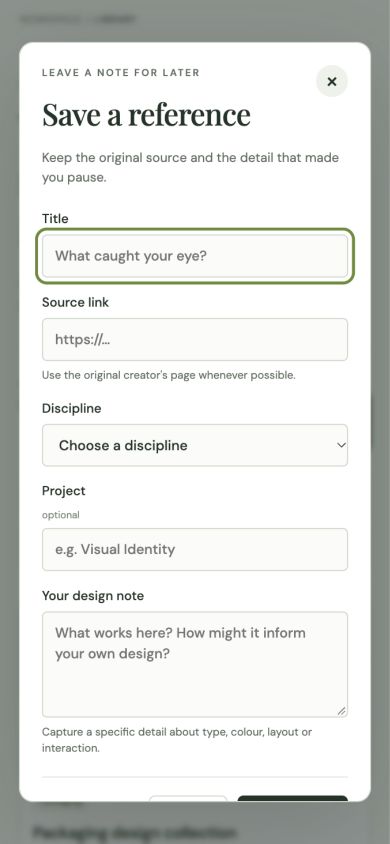 LEAVE A NOTE FOR LATER
Save a reference
Keep the original source and the detail that made
you pause.
Title
What caught your eye?
Source link
https://...
Use the original creator's page whenever possible.
Discipline
Choose a discipline
Project
optional
e.g. Visual Identity
Your design note
What works here? How might it inform
your own design?
Capture a specific detail about type, colour, layout or
interaction.
Packaging design collection